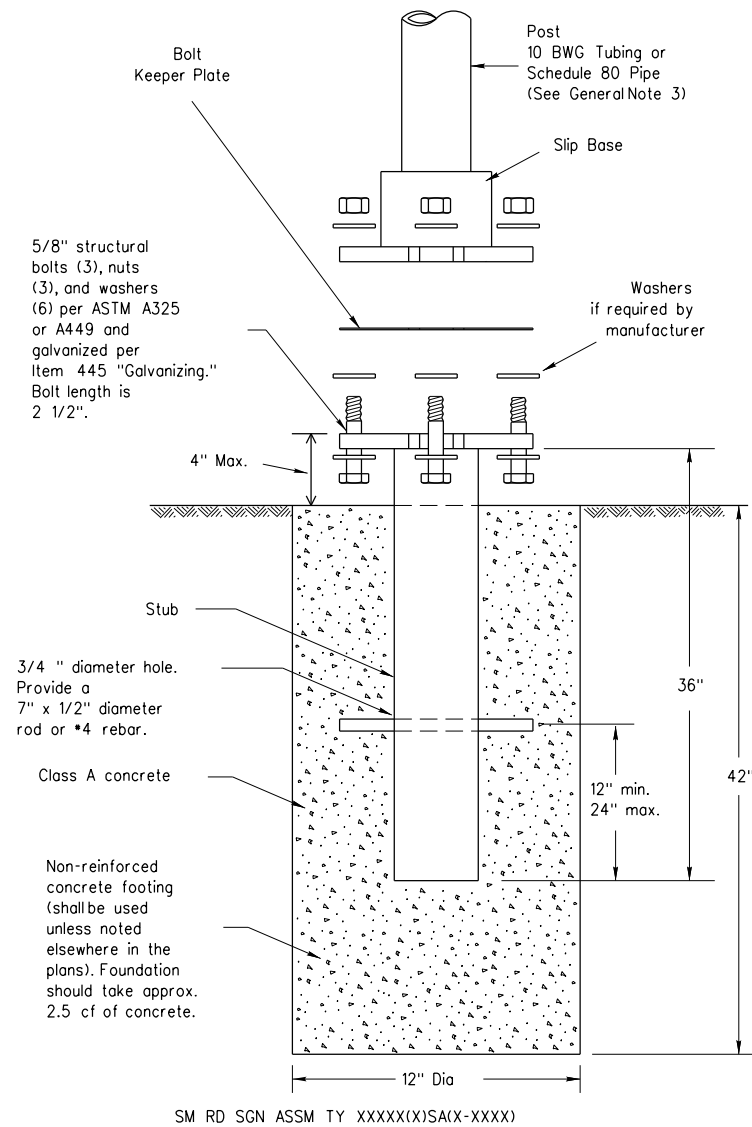 Post
10 BWG Tubing or
Schedule 80 Pipe
(See General Note 3)
Bolt
Keeper Plate
Slip Base
5/8" structural
bolts (3), nuts
(3), and washers
(6) per ASTM A325
or A449 and
galvanized per
Item 445 "Galvanizing."
Bolt length is
2 1/2".
Washers
if required by
manufacturer
4" Max.
Stub
3/4 " diameter hole.
Provide a
7" x 1/2" diameter
rod or *4 rebar.
36"
Class A concrete
12" min.
24" max.
42"
Non-reinforced
concrete footing
(shall be used
unless noted
elsewhere in the
plans). Foundation
should take approx.
2.5 cf of concrete.
12" Dia
SM RD SGN ASSM TY XXXXX(X)SA(X-XXXX)